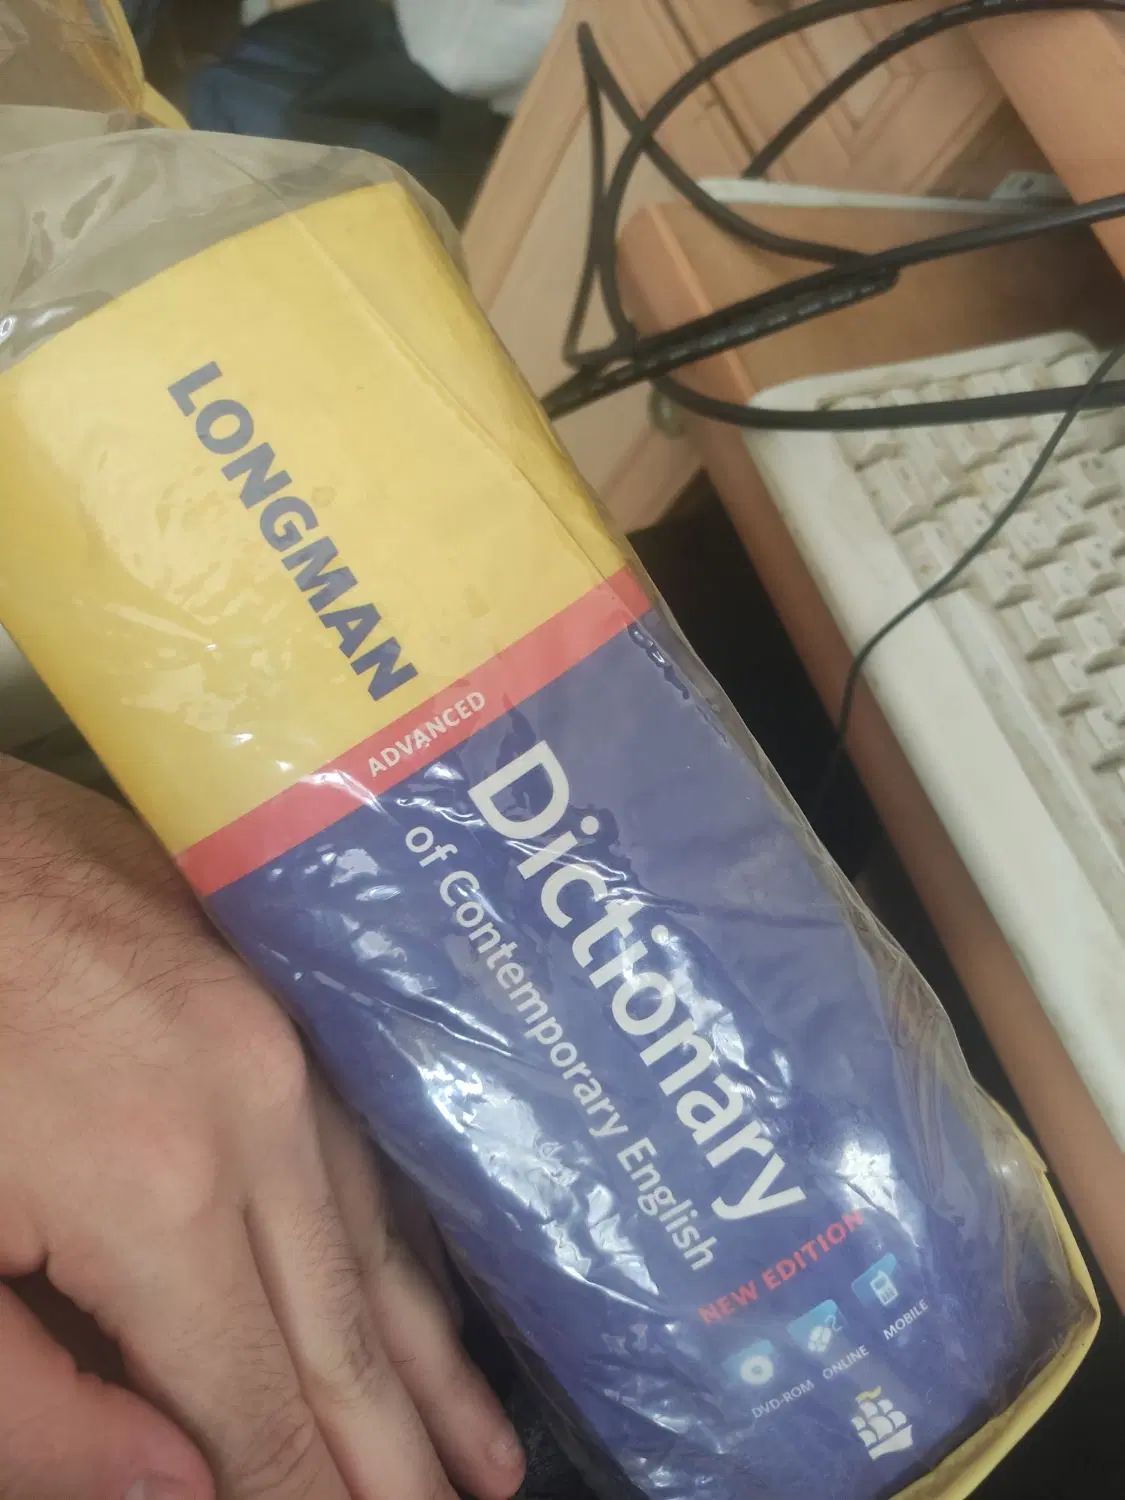 LONGMAN
ADVANCED
Dictionary
of Contemporary English
NEW EDITION
DVD-ROM
ONLINE
MOBILE